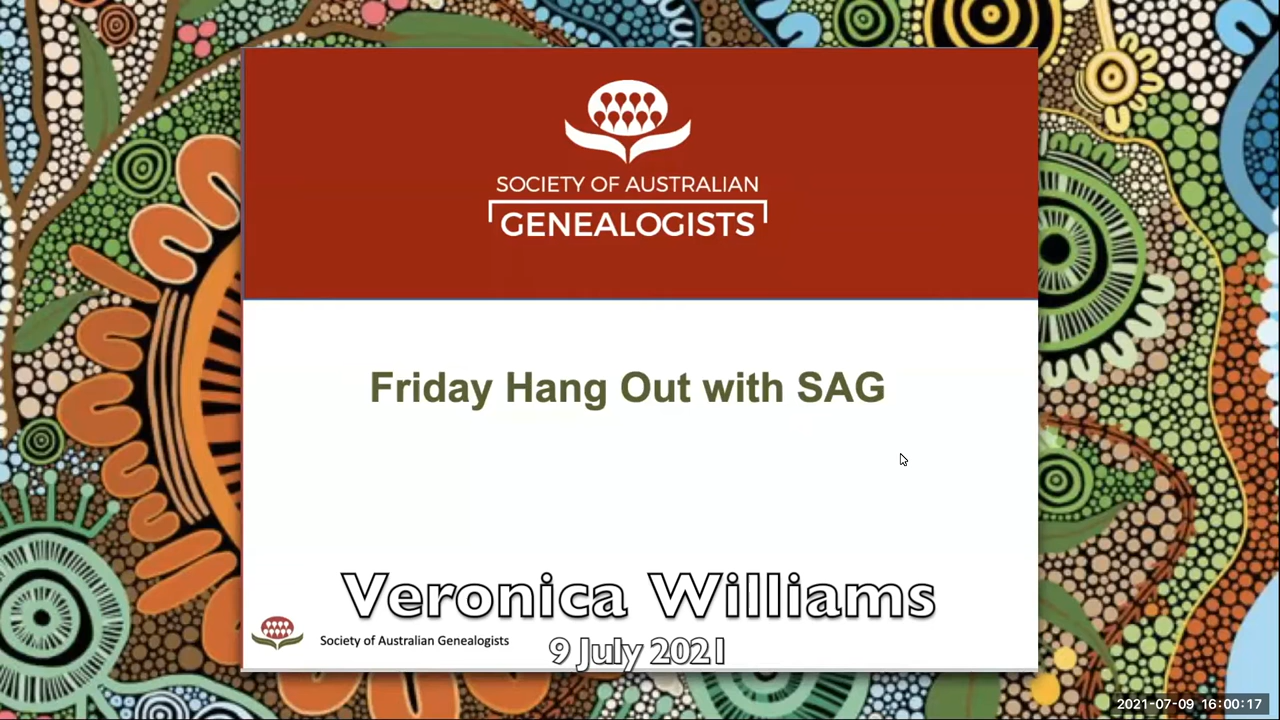 SOCIETY OF AUSTRALIAN
GENEALOGISTS
Friday Hang Out with SAG
Veronica Williams
Society of Australian Genealogists
9 July 2021
2021-07-09 16:00:17